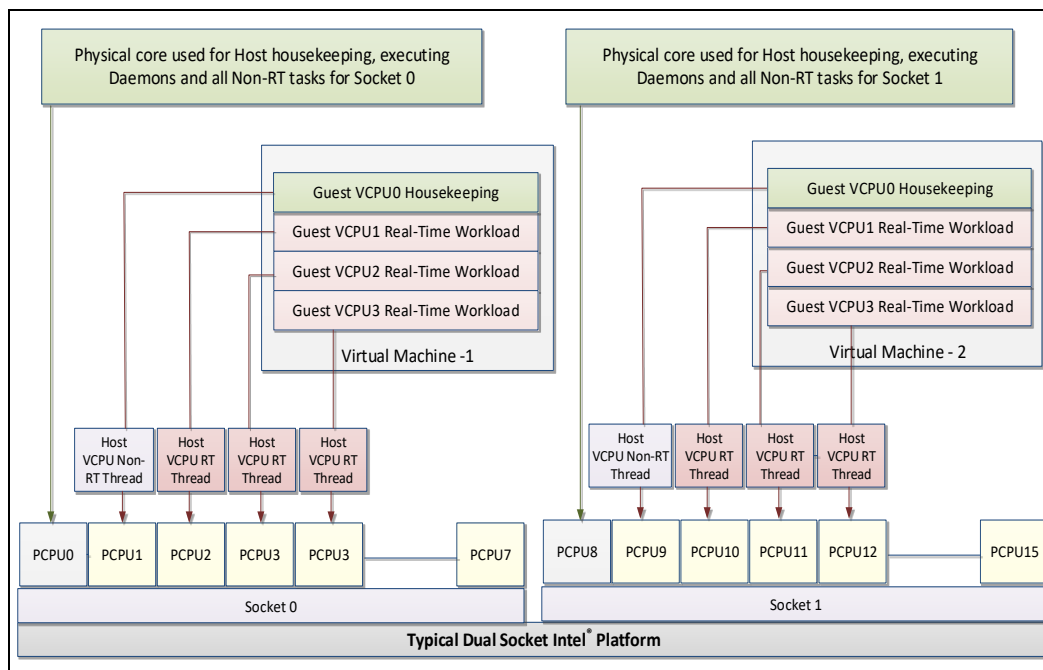 Physical core used for Host housekeeping, executing
Daemons and all Non-RT tasks for Socket 0
Physical core used for Host housekeeping, executing
Daemons and all Non-RT tasks for Socket 1
Guest VCPU0 Housekeeping
Guest VCPU1 Real-Time Workload
Guest VCPU2 Real-Time Workload
Guest VCPU3 Real-Time Workload
Virtual Machine -1
Guest VCPU0 Housekeeping
Guest VCPU1 Real-Time Workload
Guest VCPU2 Real-Time Workload
Guest VCPU3 Real-Time Workload
Virtual Machine - 2
Host
VCPU Non-
RT Thread
Host
VCPU RT
Thread
Host
VCPU RT
Thread
Host
VCPU RT
Thread
Host
VCPU Non-RT
Thread
Host
VCPU RT
Thread
Host
VCPU RT
Thread
Host
VCPU RT
Thread
PCPU0
PCPU1
PCPU2
PCPU3
PCPU3
PCPU7
PCPU8
PCPU9
PCPU10
PCPU11
PCPU12
PCPU15
Socket 0
Socket 1
Typical Dual Socket Intel® Platform